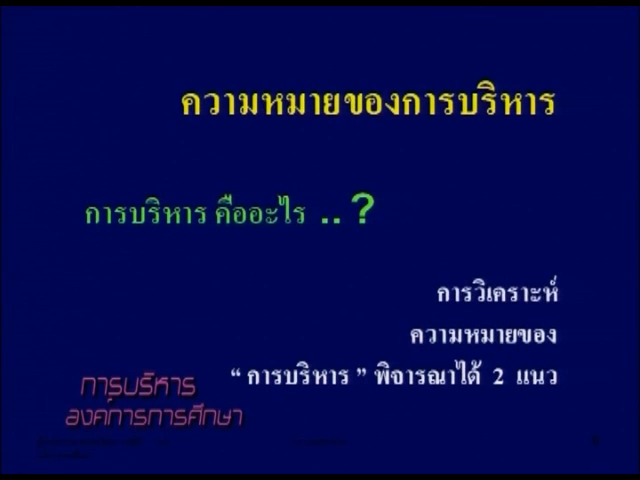 ความหมายของการบริหาร
การบริหาร คืออะไร .. ?
การวิเคราะห์
ความหมายของ
“ การบริหาร ” พิจารณาได้ 2 แนว
การบริหาร
องค์การการศึกษา